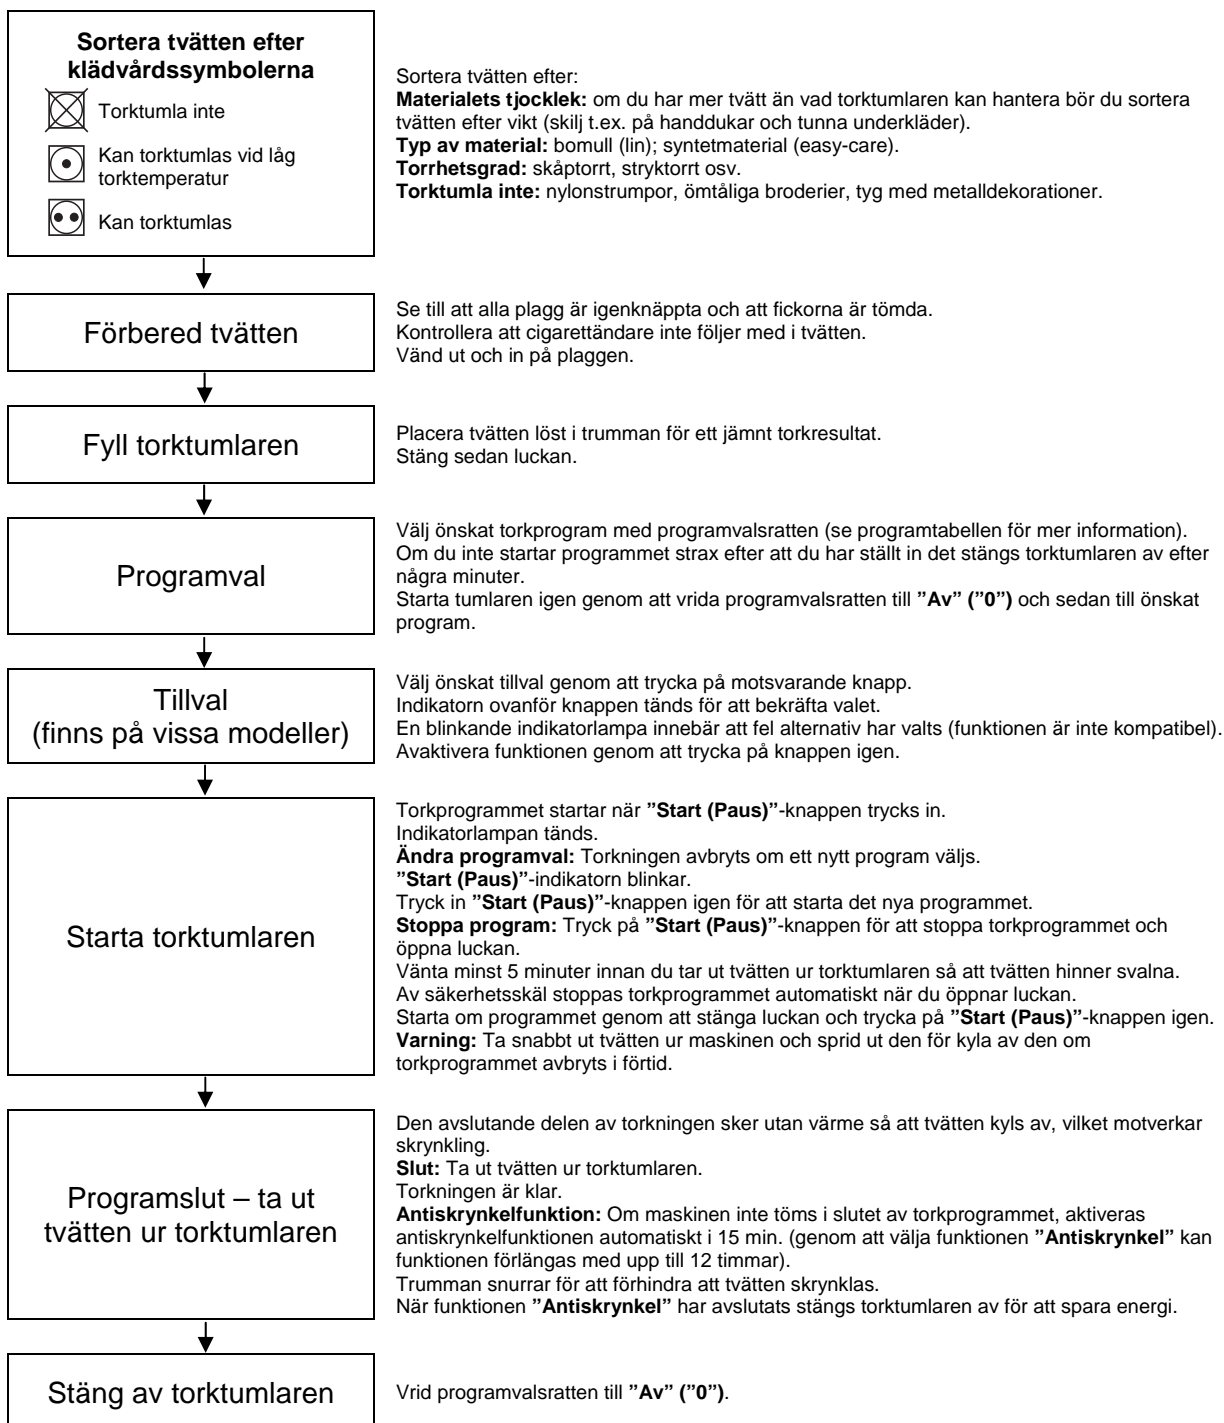 Sortera tvätten efter
klädvårdssymbolerna
Torktumla inte
Kan torktumlas vid låg
torktemperatur
Kan torktumlas
Sortera tvätten efter:
Materialets tjocklek: om du har mer tvätt än vad torktumlaren kan hantera bör du sortera
tvätten efter vikt (skilj t.ex. på handdukar och tunna underkläder).
Typ av material: bomull (lin); syntetmaterial (easy-care).
Torrhetsgrad: skåptorrt, stryktorrt osv.
Torktumla inte: nylonstrumpor, ömtåliga broderier, tyg med metalldekorationer.
Förbered tvätten
Se till att alla plagg är igenknäppta och att fickorna är tömda.
Kontrollera att cigarettändare inte följer med i tvätten.
Vänd ut och in på plaggen.
Fyll torktumlaren
Placera tvätten löst i trumman för ett jämnt torkresultat.
Stäng sedan luckan.
Programval
Välj önskat torkprogram med programvalsratten (se programtabellen för mer information).
Om du inte startar programmet strax efter att du har ställt in det stängs torktumlaren av efter
några minuter.
Starta tumlaren igen genom att vrida programvalsratten till ”Av” (”0”) och sedan till önskat
program.
Tillval
(finns på vissa modeller)
Välj önskat tillval genom att trycka på motsvarande knapp.
Indikatorn ovanför knappen tänds för att bekräfta valet.
En blinkande indikatorlampa innebär att fel alternativ har valts (funktionen är inte kompatibel).
Avaktivera funktionen genom att trycka på knappen igen.
Starta torktumlaren
Torkprogrammet startar när ”Start (Paus)”-knappen trycks in.
Indikatorlampan tänds.
Ändra programval: Torkningen avbryts om ett nytt program väljs.
”Start (Paus)”-indikatorn blinkar.
Tryck in ”Start (Paus)”-knappen igen för att starta det nya programmet.
Stoppa program: Tryck på ”Start (Paus)”-knappen för att stoppa torkprogrammet och
öppna luckan.
Vänta minst 5 minuter innan du tar ut tvätten ur torktumlaren så att tvätten hinner svalna.
Av säkerhetsskäl stoppas torkprogrammet automatiskt när du öppnar luckan.
Starta om programmet genom att stänga luckan och trycka på ”Start (Paus)”-knappen igen.
Varning: Ta snabbt ut tvätten ur maskinen och sprid ut den för kyla av den om
torkprogrammet avbryts i förtid.
Programslut – ta ut
tvätten ur torktumlaren
Den avslutande delen av torkningen sker utan värme så att tvätten kyls av, vilket motverkar
skrynkling.
Slut: Ta ut tvätten ur torktumlaren.
Torkningen är klar.
Antiskrynkelfunktion: Om maskinen inte töms i slutet av torkprogrammet, aktiveras
antiskrynkelfunktionen automatiskt i 15 min. (genom att välja funktionen ”Antiskrynkel” kan
funktionen förlängas med upp till 12 timmar).
Trumman snurrar för att förhindra att tvätten skrynklas.
När funktionen ”Antiskrynkel” har avslutats stängs torktumlaren av för att spara energi.
Stäng av torktumlaren
Vrid programvalsratten till ”Av” (”0”).